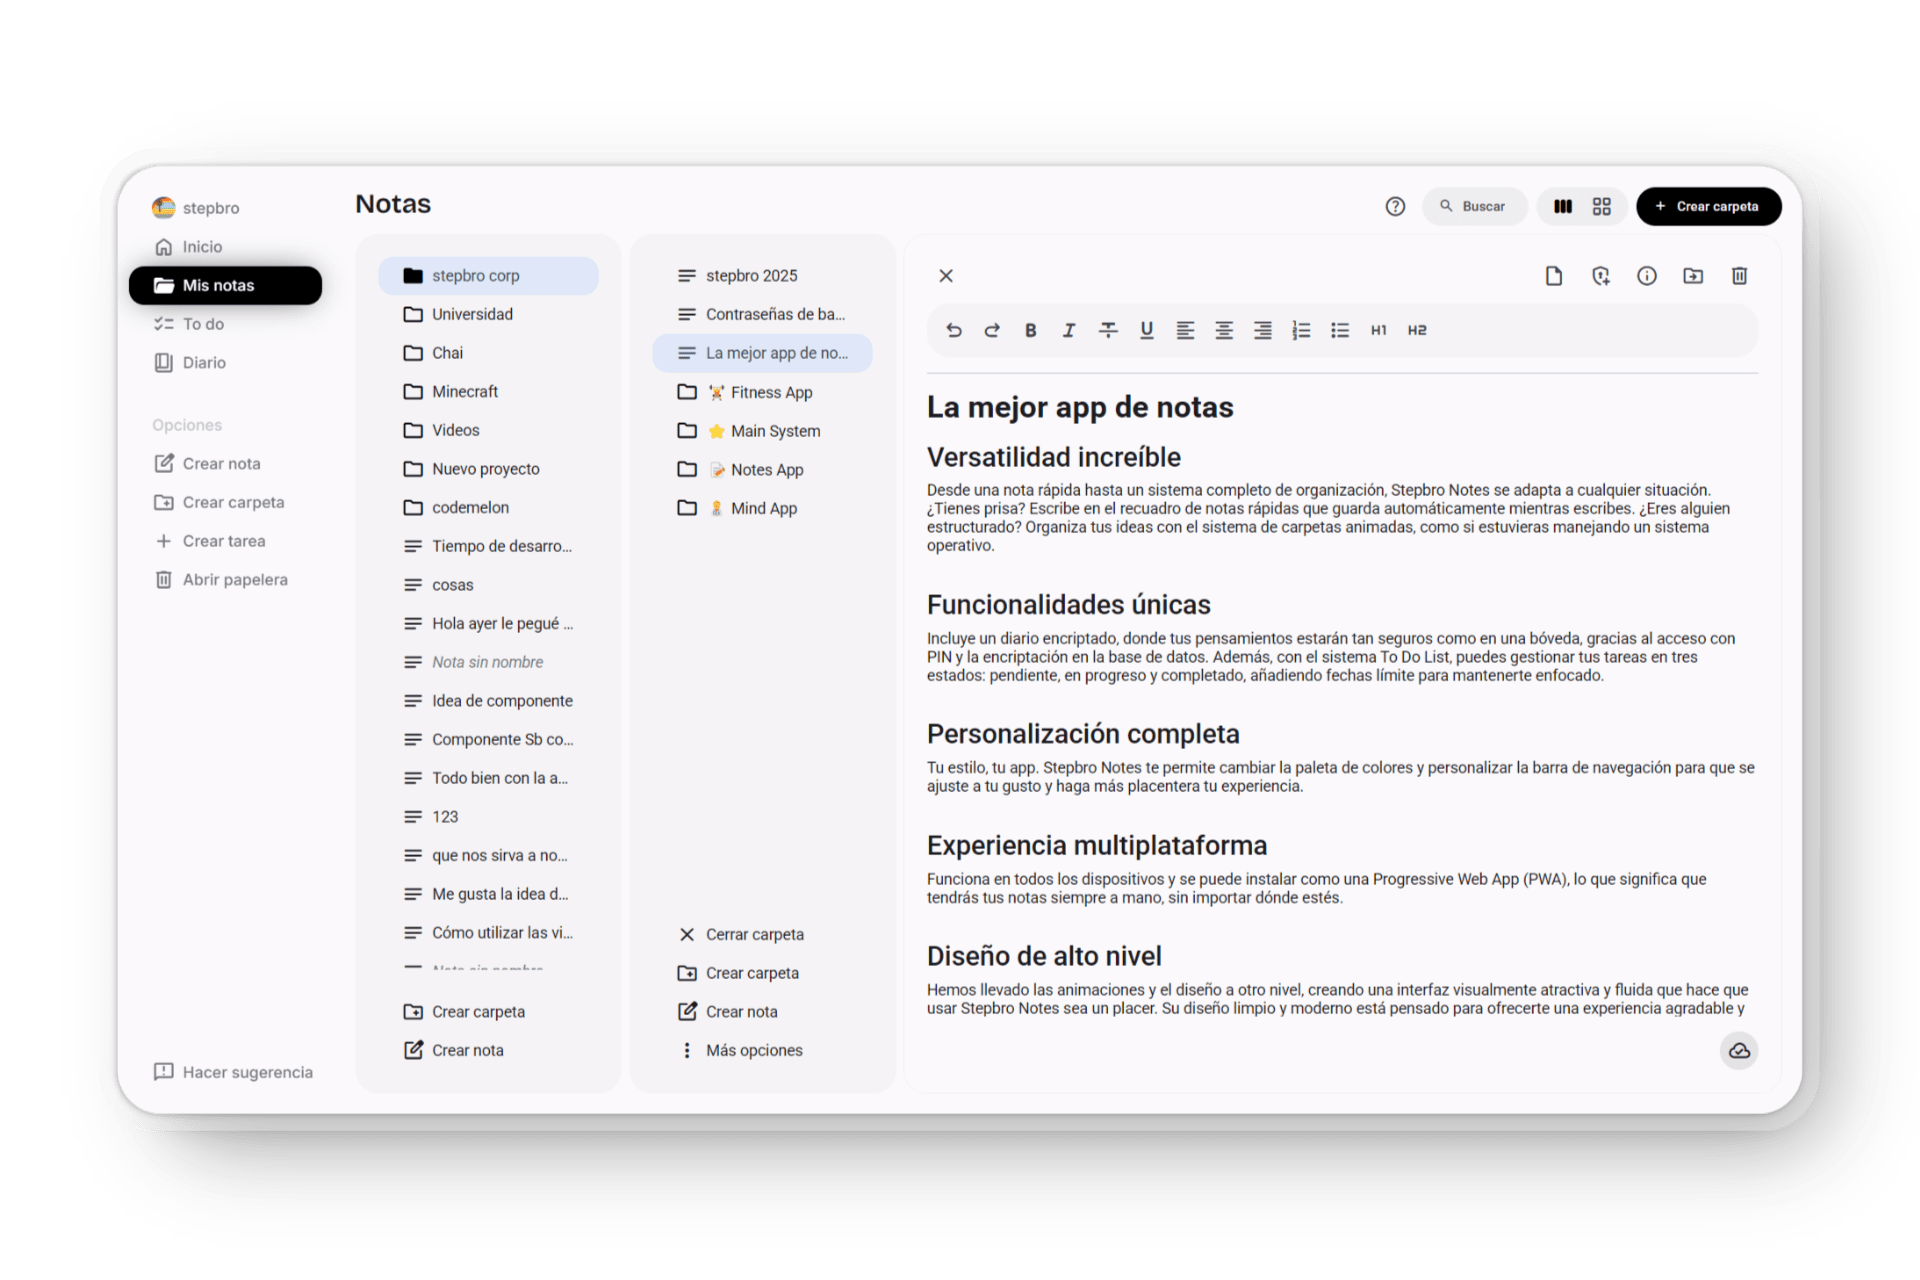 stepbro
Inicio
Mis notas
To do
Diario
Opciones
Crear nota
Crear carpeta
Crear tarea
Abrir papelera
Hacer sugerencia
Notas
Buscar
Crear carpeta
stepbro corp
Universidad
Chai
Minecraft
Videos
Nuevo proyecto
codemelon
Tiempo de desarro...
cosas
Hola ayer le pegué ...
Nota sin nombre
Idea de componente
Componente Sb co...
Todo bien con la a...
123
que nos sirva a no...
Me gusta la idea d...
Cómo utilizar las vi...
Nota sin nombre
Crear carpeta
Crear nota
stepbro 2025
Contraseñas de ba...
La mejor app de no...
Fitness App
Main System
Notes App
Mind App
Cerrar carpeta
Crear carpeta
Crear nota
Más opciones
B I U H1 H2
La mejor app de notas
Versatilidad increíble
Desde una nota rápida hasta un sistema completo de organización, Stepbro Notes se adapta a cualquier situación.
¿Tienes prisa? Escribe en el recuadro de notas rápidas que guarda automáticamente mientras escribes. ¿Eres alguien
estructurado? Organiza tus ideas con el sistema de carpetas animadas, como si estuvieras manejando un sistema
operativo.
Funcionalidades únicas
Incluye un diario encriptado, donde tus pensamientos estarán tan seguros como en una bóveda, gracias al acceso con
PIN y la encriptación en la base de datos. Además, con el sistema To Do List, puedes gestionar tus tareas en tres
estados: pendiente, en progreso y completado, añadiendo fechas límite para mantenerte enfocado.
Personalización completa
Tu estilo, tu app. Stepbro Notes te permite cambiar la paleta de colores y personalizar la barra de navegación para que se
ajuste a tu gusto y haga más placentera tu experiencia.
Experiencia multiplataforma
Funciona en todos los dispositivos y se puede instalar como una Progressive Web App (PWA), lo que significa que
tendrás tus notas siempre a mano, sin importar dónde estés.
Diseño de alto nivel
Hemos llevado las animaciones y el diseño a otro nivel, creando una interfaz visualmente atractiva y fluida que hace que
usar Stepbro Notes sea un placer. Su diseño limpio y moderno está pensado para ofrecerte una experiencia agradable y